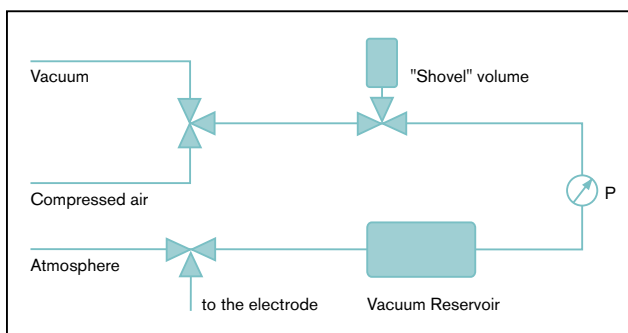 Vacuum
"Shovel" volume
Compressed air
P
Atmosphere
to the electrode
Vacuum Reservoir